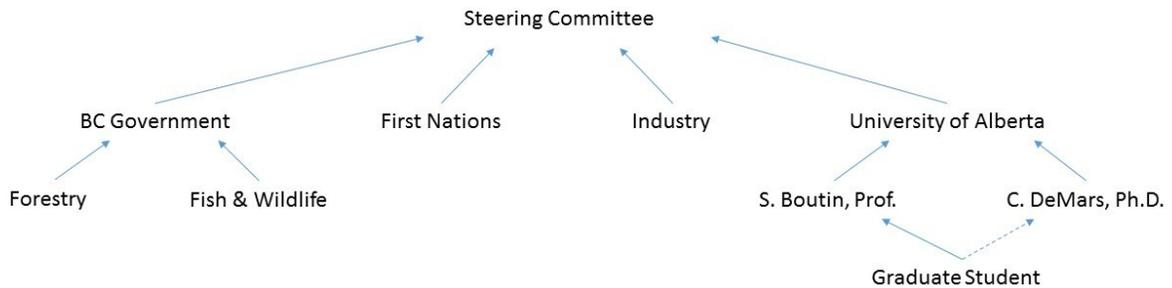 Steering Committee
BC Government
First Nations
Industry
University of Alberta
Forestry
Fish & Wildlife
S. Boutin, Prof.
C. DeMars, Ph.D.
Graduate Student